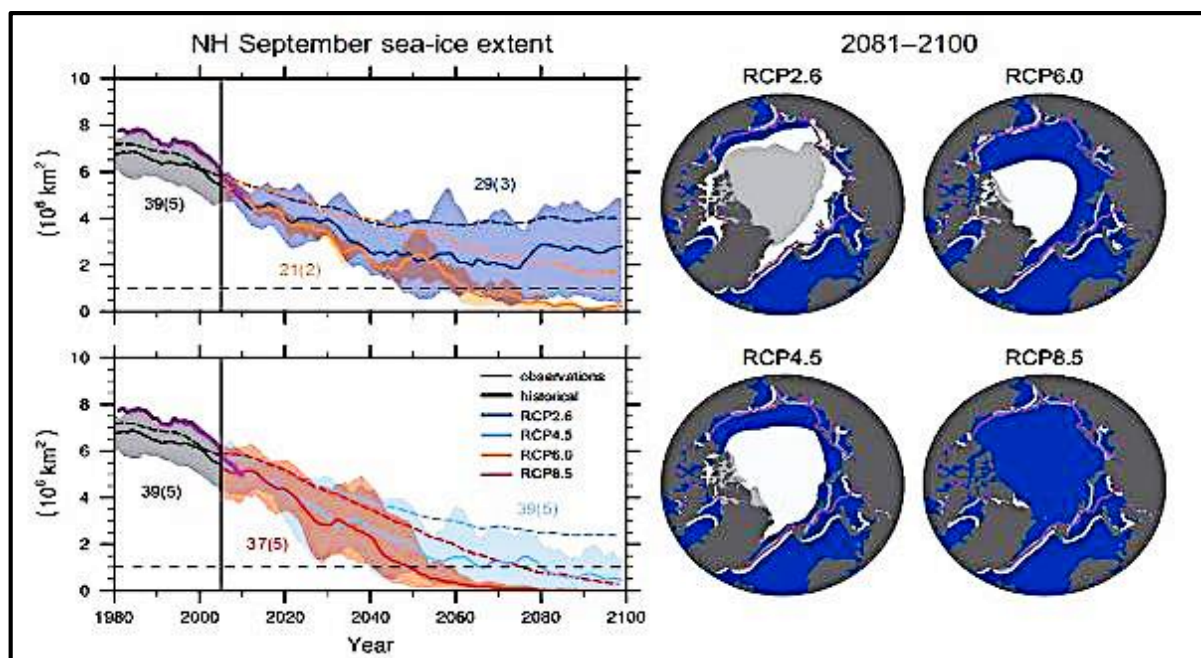 NH September sea-ice extent
10
8
6
4
2
0
(10⁶ km²)
39(5)
29(3)
21(2)
10
8
6
4
2
0
(10⁶ km²)
39(5)
37(5)
39(5)
observations
historical
RCP2.6
RCP4.5
RCP6.0
RCP8.5
1980 2000 2020 2040 2060 2080 2100
Year
2081–2100
RCP2.6 RCP6.0
RCP4.5 RCP8.5